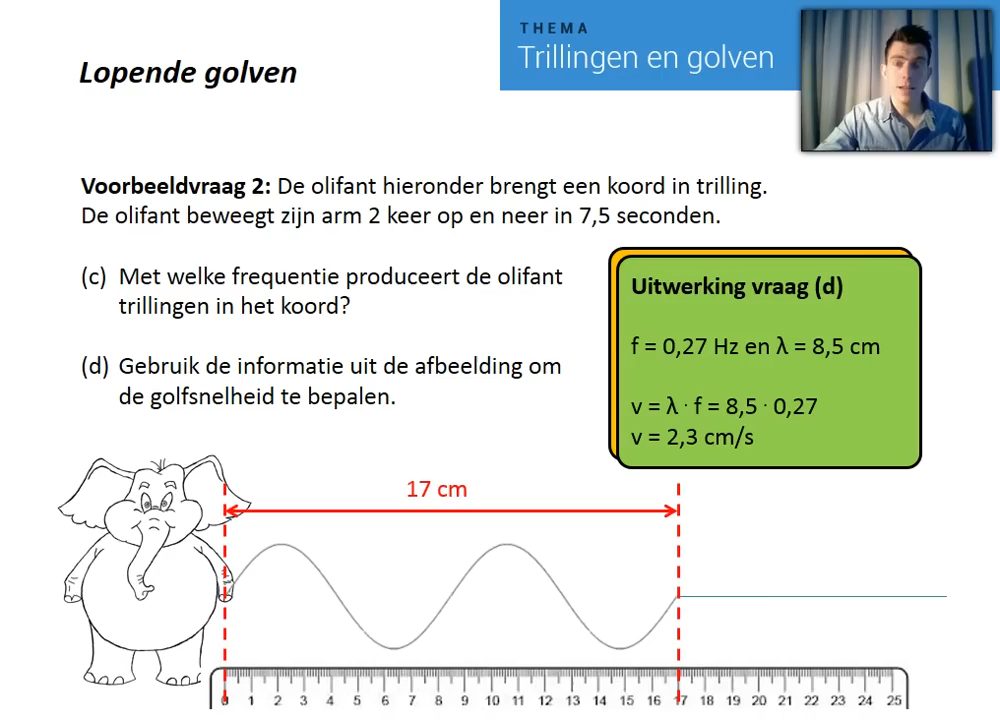 THEMA
Trillingen en golven
Lopende golven
Voorbeeldvraag 2: De olifant hieronder brengt een koord in trilling.
De olifant beweegt zijn arm 2 keer op en neer in 7,5 seconden.
(c) Met welke frequentie produceert de olifant
trillingen in het koord?
(d) Gebruik de informatie uit de afbeelding om
de golfsnelheid te bepalen.
Uitwerking vraag (d)
f = 0,27 Hz en λ = 8,5 cm
v = λ · f = 8,5 · 0,27
v = 2,3 cm/s
17 cm
0 1 2 3 4 5 6 7 8 9 10 11 12 13 14 15 16 17 18 19 20 21 22 23 24 25